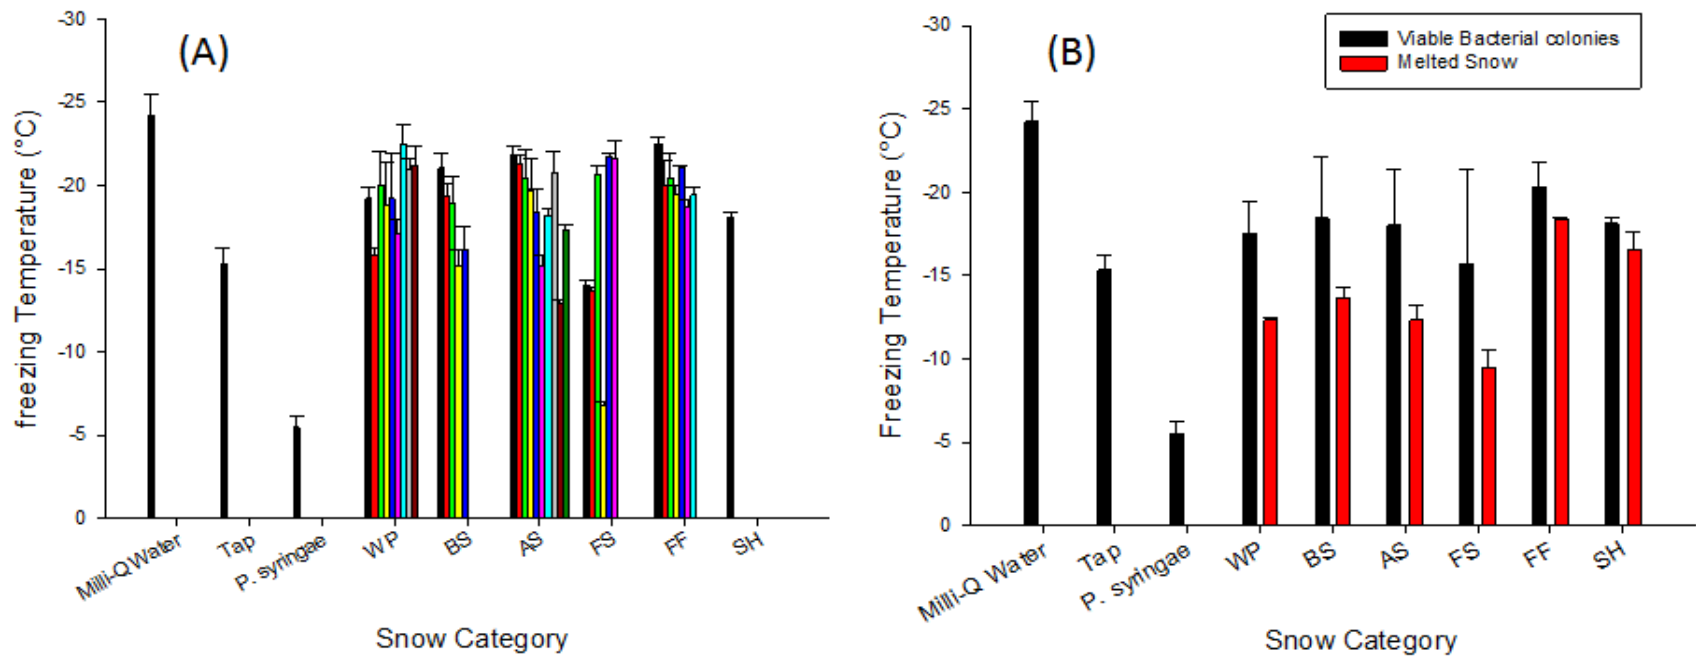 (A)
freezing Temperature (°C)
-30
-25
-20
-15
-10
-5
0
Milli-Q Water
Tap
P. syringae
WP
BS
AS
FS
FF
SH
Snow Category
(B)
Viable Bacterial colonies
Melted Snow
Freezing Temperature (°C)
-30
-25
-20
-15
-10
-5
0
Milli-Q Water
Tap
P. syringae
WP
BS
AS
FS
FF
SH
Snow Category